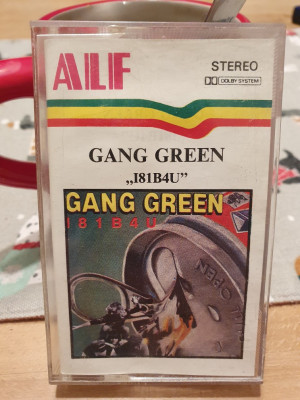 ALF
STEREO
DOLBY SYSTEM
GANG GREEN
„I81B4U”
GANG GREEN
I81B4U
OPEN